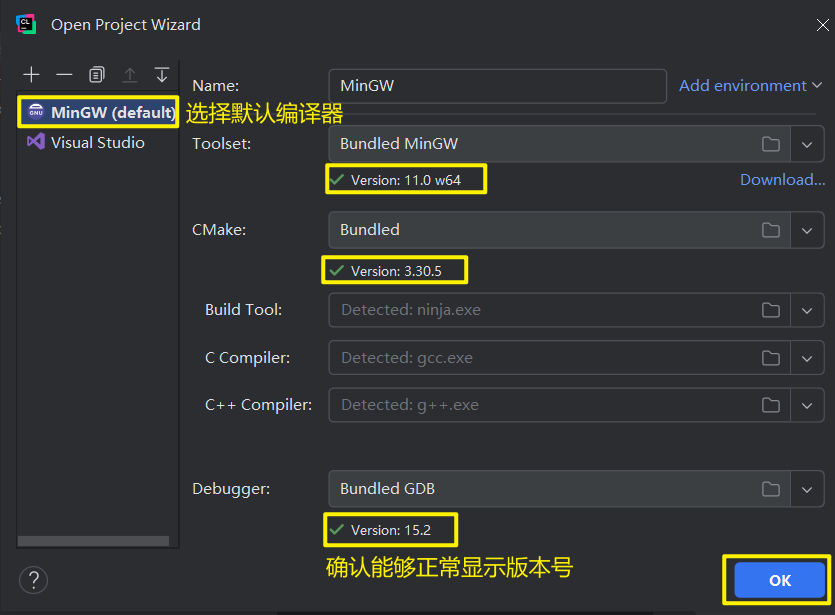 CL
Open Project Wizard
Name:
MinGW
Add environment
GNU
MinGW (default)
选择默认编译器
Visual Studio
Toolset:
Bundled MinGW
Version: 11.0 w64
Download...
CMake:
Bundled
Version: 3.30.5
Build Tool:
Detected: ninja.exe
C Compiler:
Detected: gcc.exe
C++ Compiler:
Detected: g++.exe
Debugger:
Bundled GDB
Version: 15.2
确认能够正常显示版本号
?
OK